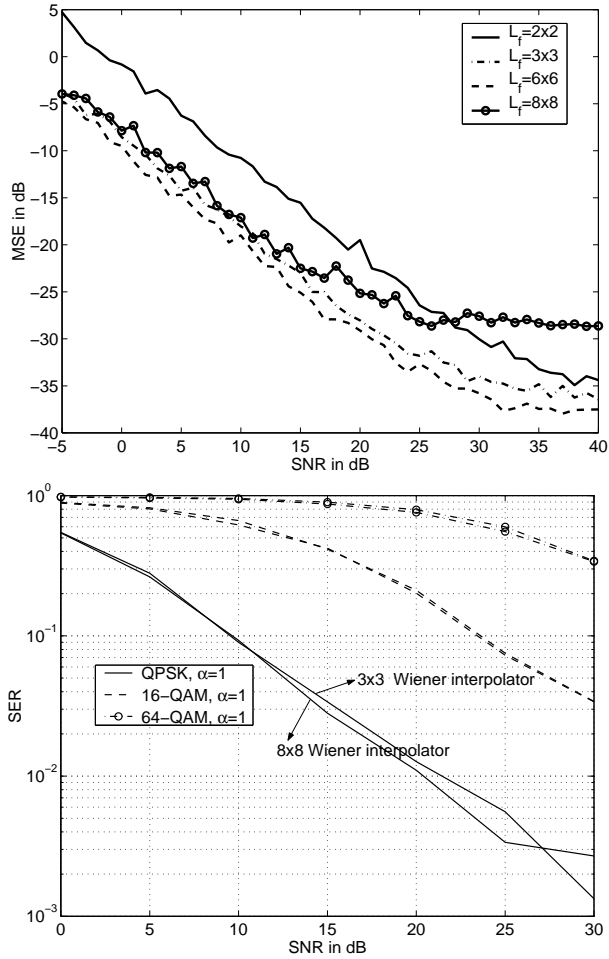 5
0
−5
−10
−15
−20
−25
−30
−35
−40
MSE in dB
L_f=2x2
L_f=3x3
L_f=6x6
L_f=8x8
−5 0 5 10 15 20 25 30 35 40
SNR in dB
10^0
10^−1
10^−2
10^−3
SER
QPSK, α=1
16−QAM, α=1
64−QAM, α=1
3x3 Wiener interpolator
8x8 Wiener interpolator
0 5 10 15 20 25 30
SNR in dB